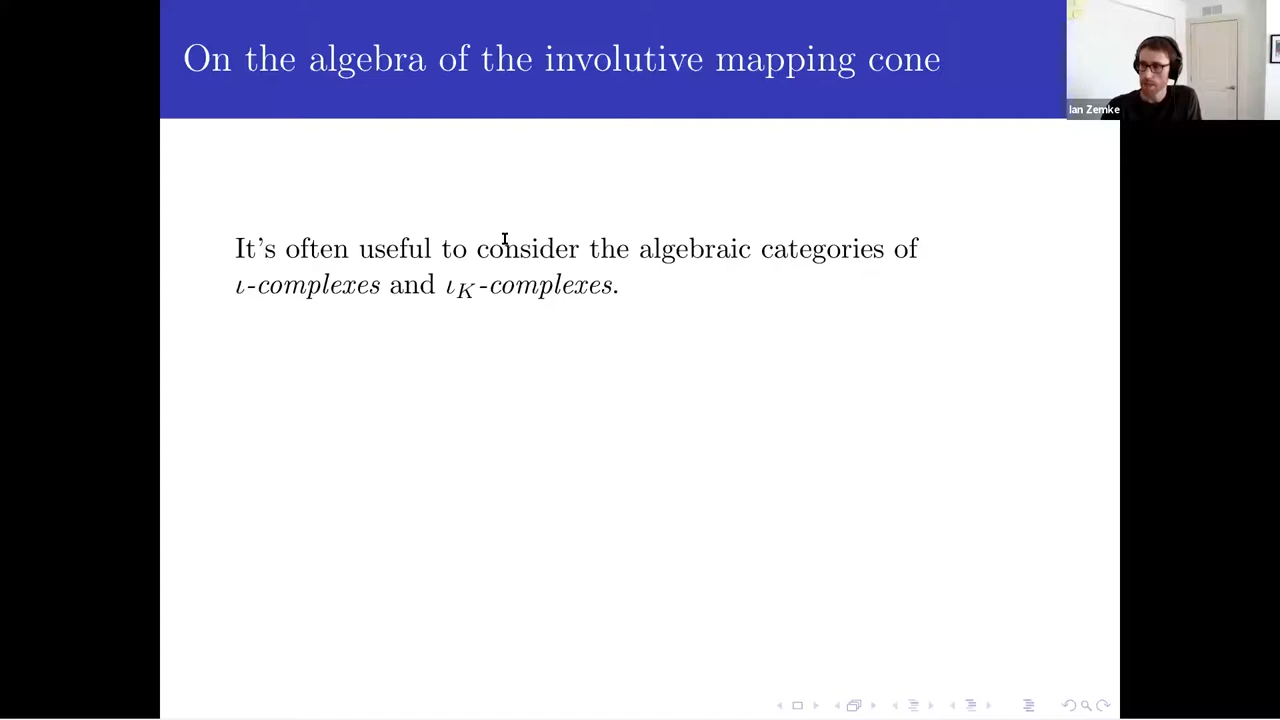 On the algebra of the involutive mapping cone
Ian Zemke
It's often useful to consider the algebraic categories of
ι-complexes and ι_K-complexes.